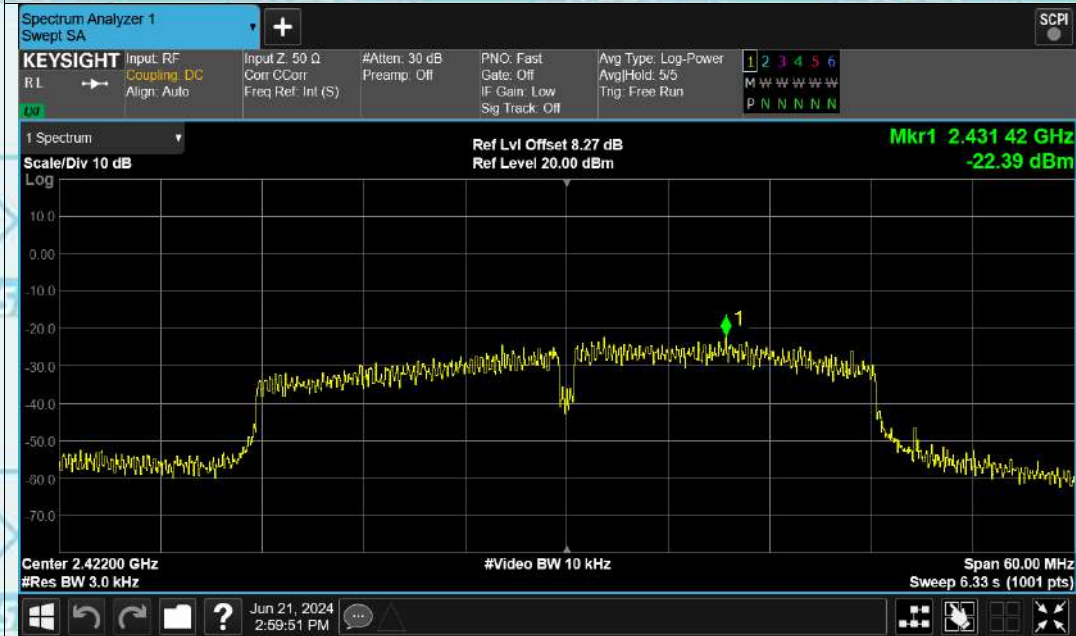 Spectrum Analyzer 1
Swept SA
SCPI
KEYSIGHT
R L
LXI
Input: RF
Coupling: DC
Align: Auto
Input Z: 50 Ω
Corr CCorr
Freq Ref: Int (S)
#Atten: 30 dB
Preamp: Off
PNO: Fast
Gate: Off
IF Gain: Low
Sig Track: Off
Avg Type: Log-Power
Avg|Hold: 5/5
Trig: Free Run
1 2 3 4 5 6
M W W W W W
P N N N N N
1 Spectrum
Scale/Div 10 dB
Ref Lvl Offset 8.27 dB
Ref Level 20.00 dBm
Mkr1 2.431 42 GHz
-22.39 dBm
Log
10.0
0.00
-10.0
-20.0
-30.0
-40.0
-50.0
-60.0
-70.0
1
Center 2.42200 GHz
#Res BW 3.0 kHz
#Video BW 10 kHz
Span 60.00 MHz
Sweep 6.33 s (1001 pts)
?
Jun 21, 2024
2:59:51 PM